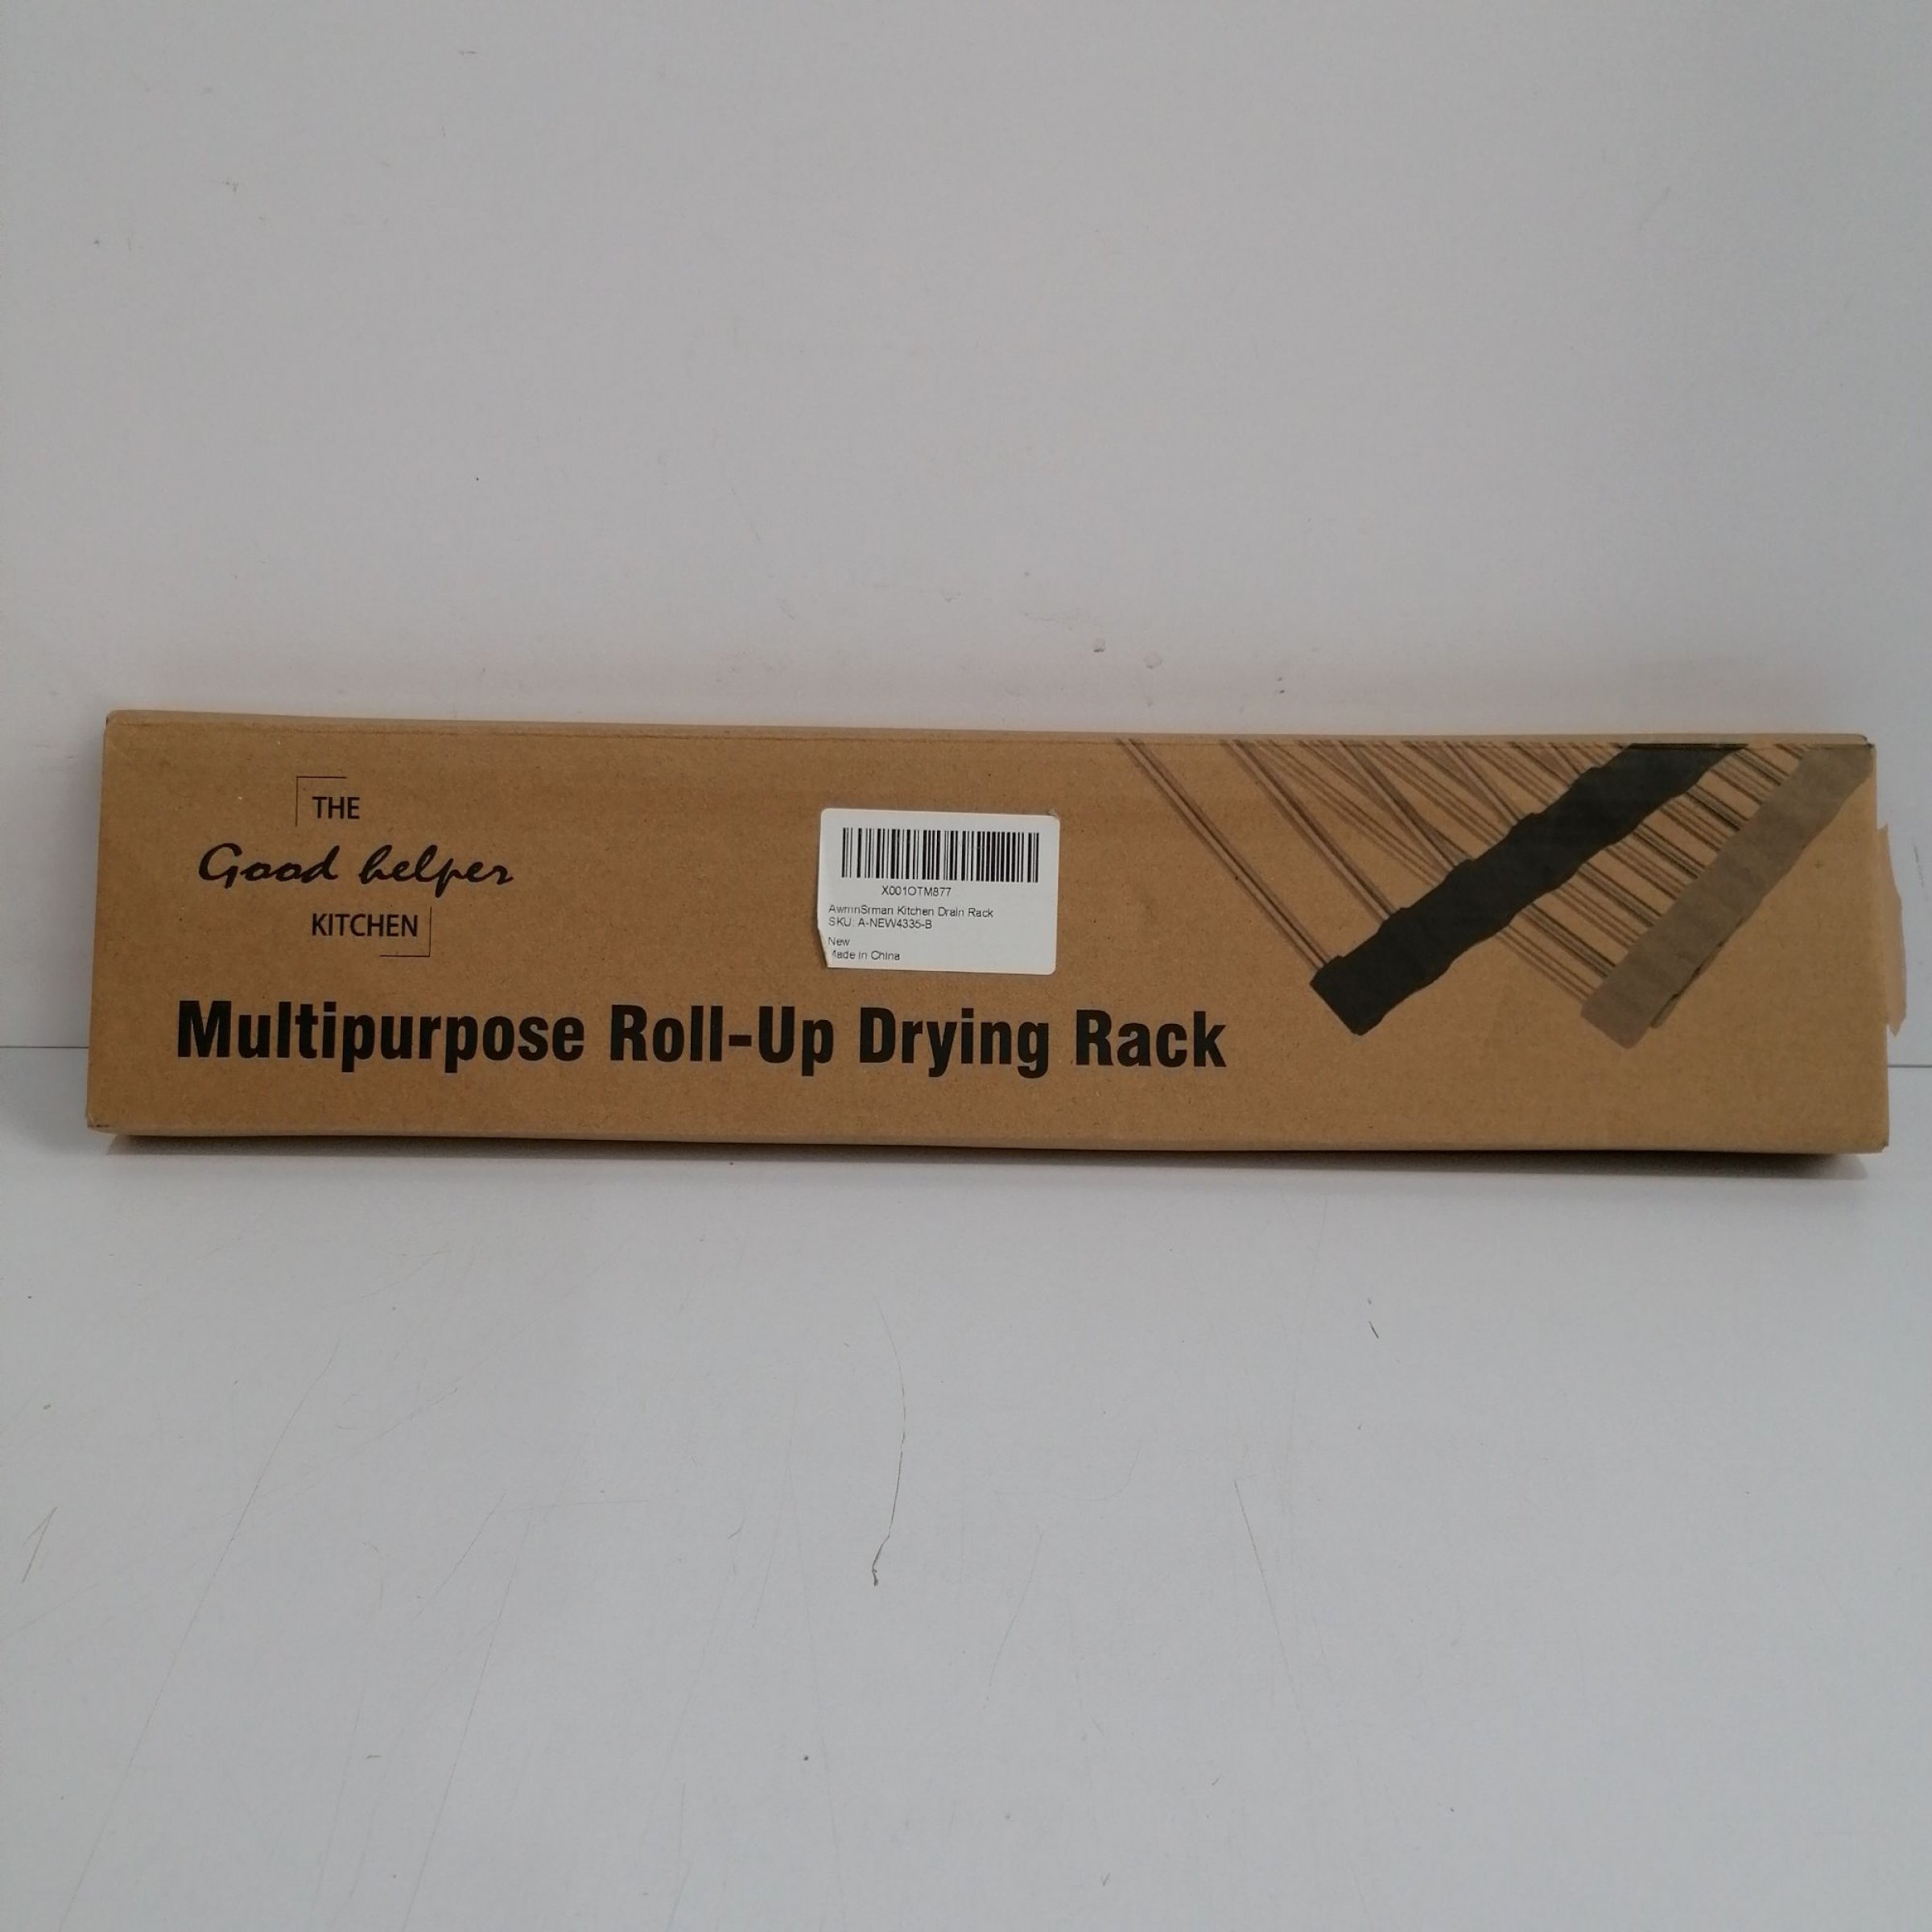 THE
Good helper
KITCHEN
X001OTM877
Kitchen Drain Rack
SKU: A-NEW4335-B
New
Made in China
Multipurpose Roll-Up Drying Rack